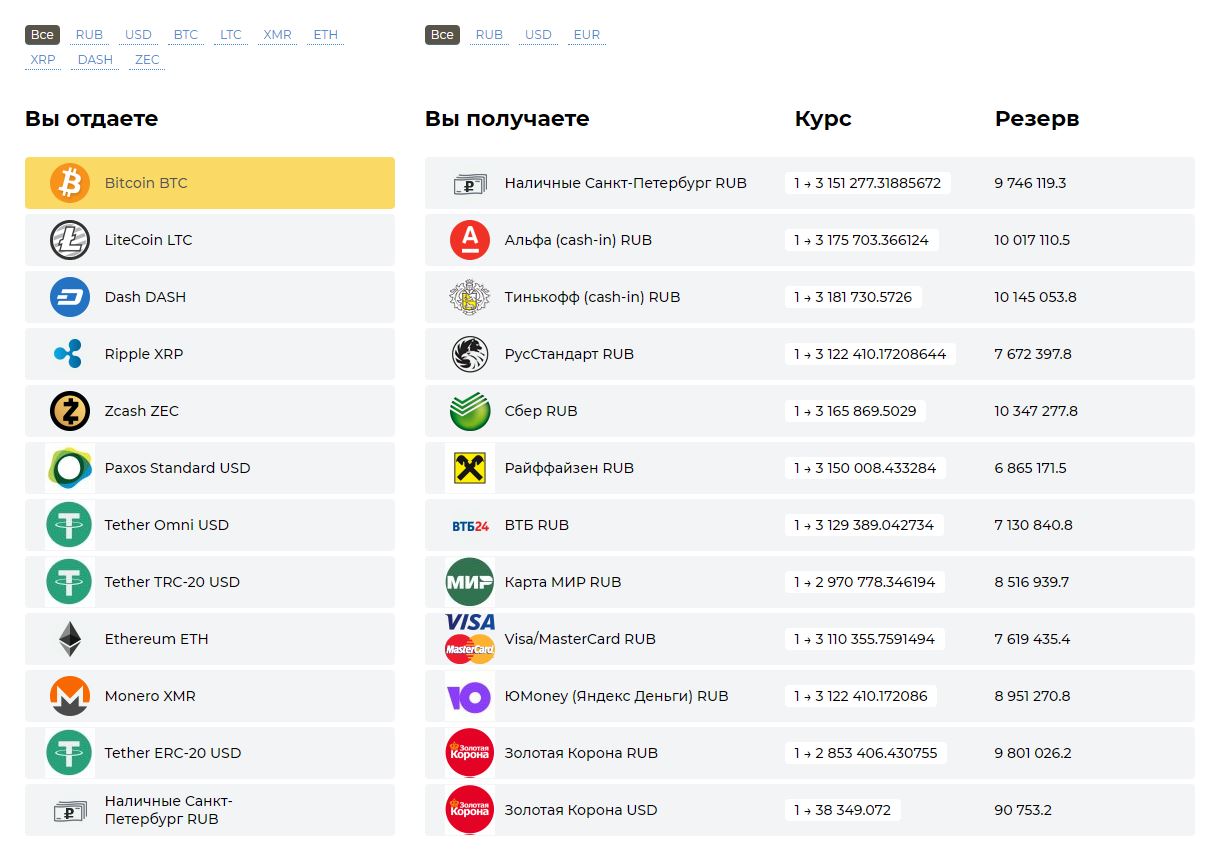 Все RUB USD BTC LTC XMR ETH
XRP DASH ZEC
Все RUB USD EUR
Вы отдаете
Вы получаете Курс Резерв
Bitcoin BTC
LiteCoin LTC
Dash DASH
Ripple XRP
Zcash ZEC
Paxos Standard USD
Tether Omni USD
Tether TRC-20 USD
Ethereum ETH
Monero XMR
Tether ERC-20 USD
Наличные Санкт-
Петербург RUB
Наличные Санкт-Петербург RUB 1 → 3 151 277.31885672 9 746 119.3
Альфа (cash-in) RUB 1 → 3 175 703.366124 10 017 110.5
Тинькофф (cash-in) RUB 1 → 3 181 730.5726 10 145 053.8
РусСтандарт RUB 1 → 3 122 410.17208644 7 672 397.8
Сбер RUB 1 → 3 165 869.5029 10 347 277.8
Райффайзен RUB 1 → 3 150 008.433284 6 865 171.5
ВТБ24 ВТБ RUB 1 → 3 129 389.042734 7 130 840.8
МИР Карта МИР RUB 1 → 2 970 778.346194 8 516 939.7
VISA
MasterCard Visa/MasterCard RUB 1 → 3 110 355.7591494 7 619 435.4
ЮMoney (Яндекс Деньги) RUB 1 → 3 122 410.172086 8 951 270.8
Золотая
Корона Золотая Корона RUB 1 → 2 853 406.430755 9 801 026.2
Золотая
Корона Золотая Корона USD 1 → 38 349.072 90 753.2